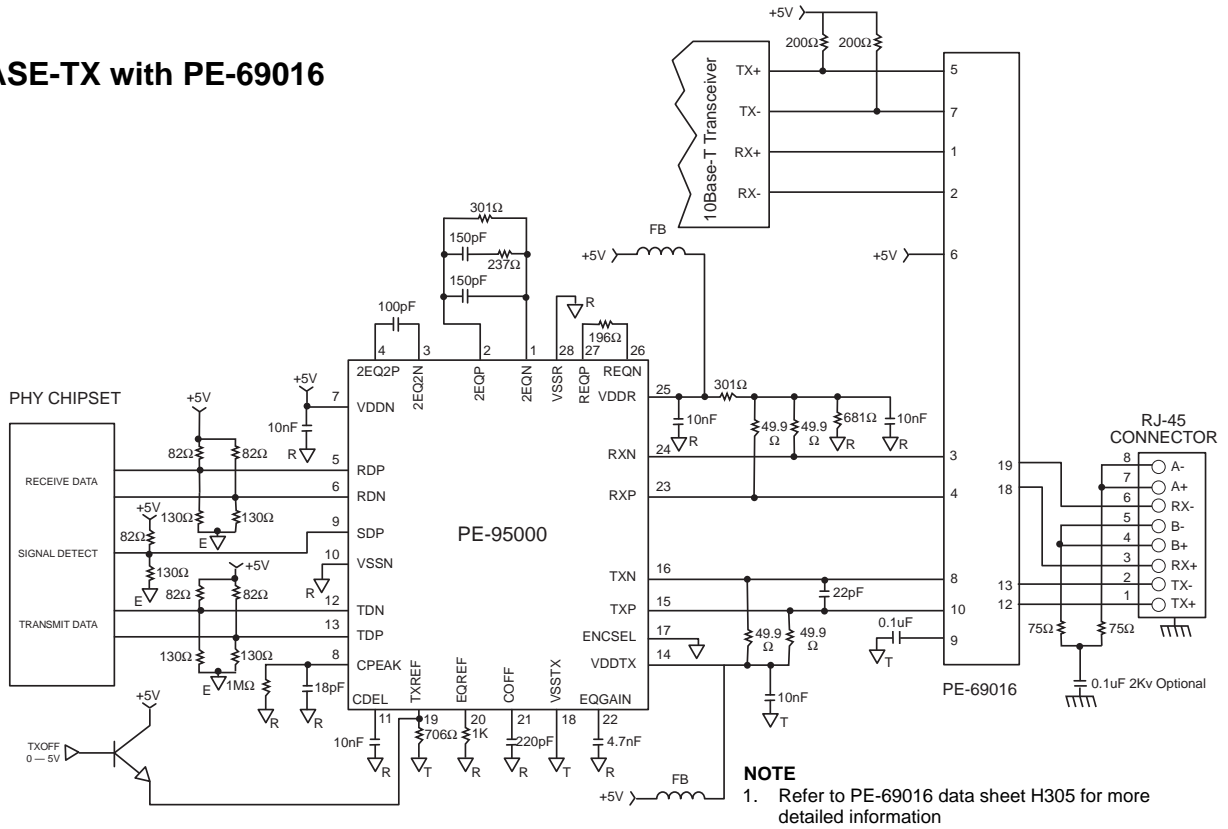 ASE-TX with PE-69016
+5V
200Ω 200Ω
10Base-T Transceiver
TX+
TX-
RX+
RX-
5
7
1
2
+5V
6
FB
+5V
301Ω
150pF
237Ω
150pF
100pF
R
196Ω
4 3 2 1 28 27 26
2EQ2P 2EQ2N 2EQP 2EQN VSSR REQP REQN
PHY CHIPSET
RECEIVE DATA
SIGNAL DETECT
TRANSMIT DATA
+5V
82Ω 82Ω
130Ω 130Ω
E
+5V
82Ω
130Ω
E
+5V
82Ω 82Ω
130Ω 130Ω
E
+5V
10nF
R
R
1MΩ
R
18pF
R
7 VDDN
5 RDP
6 RDN
9 SDP
10 VSSN
12 TDN
13 TDP
8 CPEAK
PE-95000
VDDR 25
RXN 24
RXP 23
TXN 16
TXP 15
ENCSEL 17
VDDTX 14
CDEL TXREF EQREF COFF VSSTX EQGAIN
11 19 20 21 18 22
10nF 706Ω 1K 220pF 4.7nF
R T R R T R
+5V
TXOFF
0 — 5V
10nF
R
301Ω
49.9
Ω
49.9
Ω
681Ω
R
10nF
R
22pF
49.9
Ω
49.9
Ω
10nF
T
0.1uF
T
FB
+5V
3
4
8
10
9
19
18
13
12
PE-69016
RJ-45
CONNECTOR
8 A-
7 A+
6 RX-
5 B-
4 B+
3 RX+
2 TX-
1 TX+
75Ω 75Ω
0.1uF 2Kv Optional
NOTE
1. Refer to PE-69016 data sheet H305 for more
detailed information